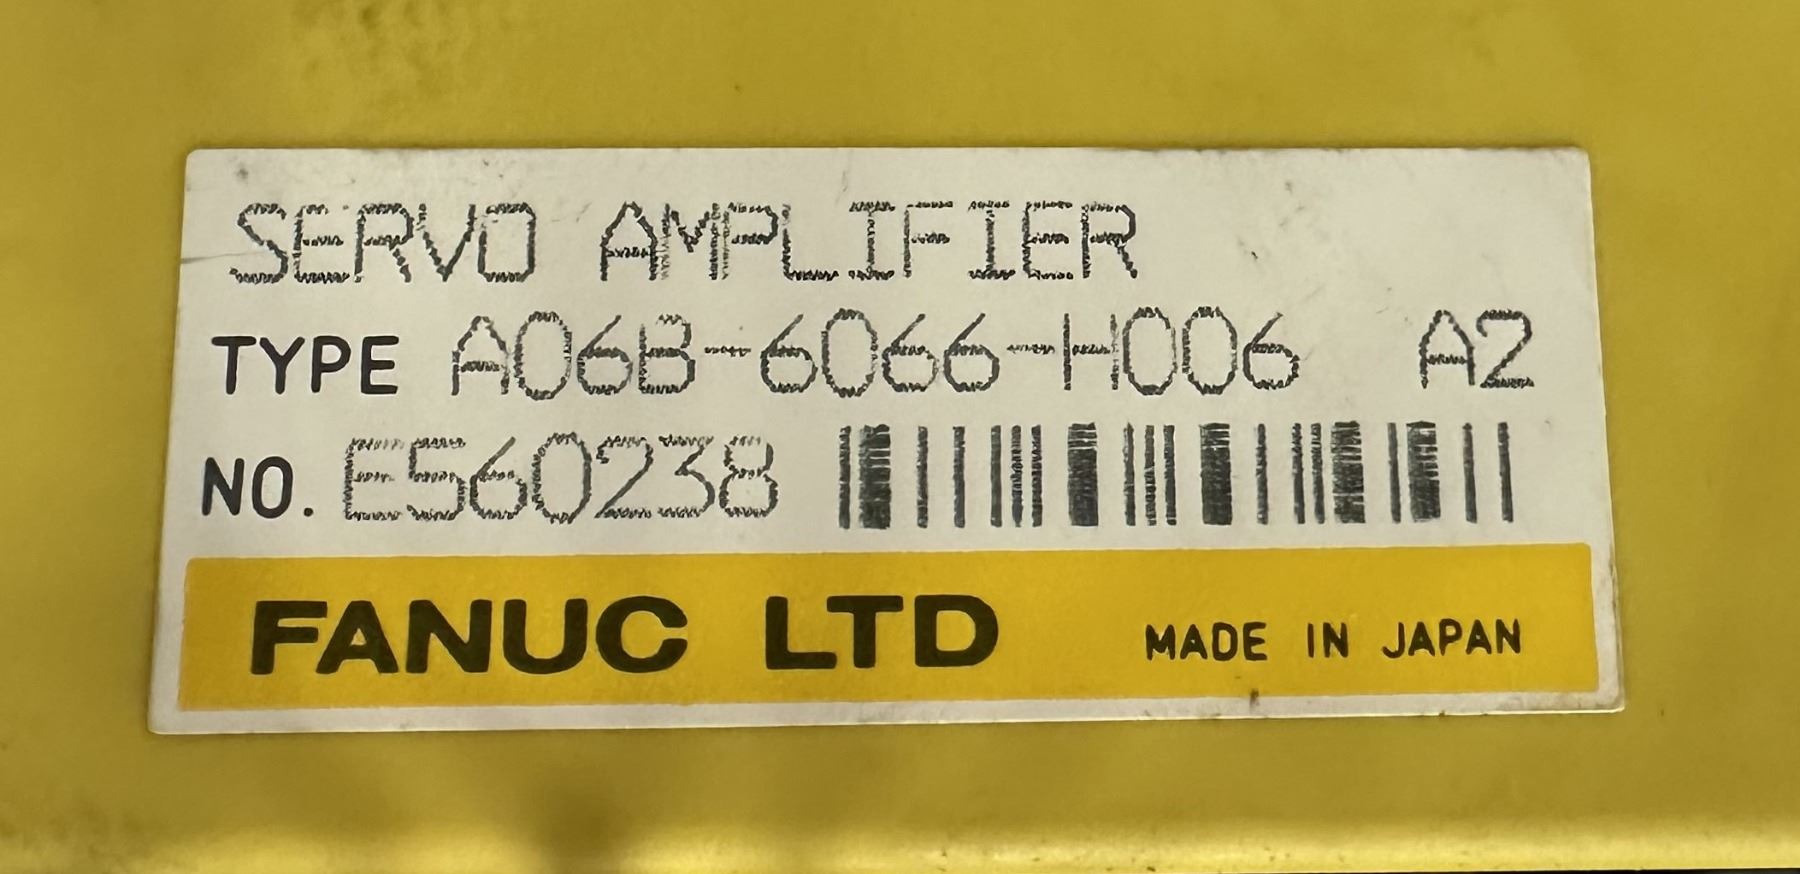 SERVO AMPLIFIER
TYPE A06B-6066-H006 A2
NO. E560238
FANUC LTD MADE IN JAPAN